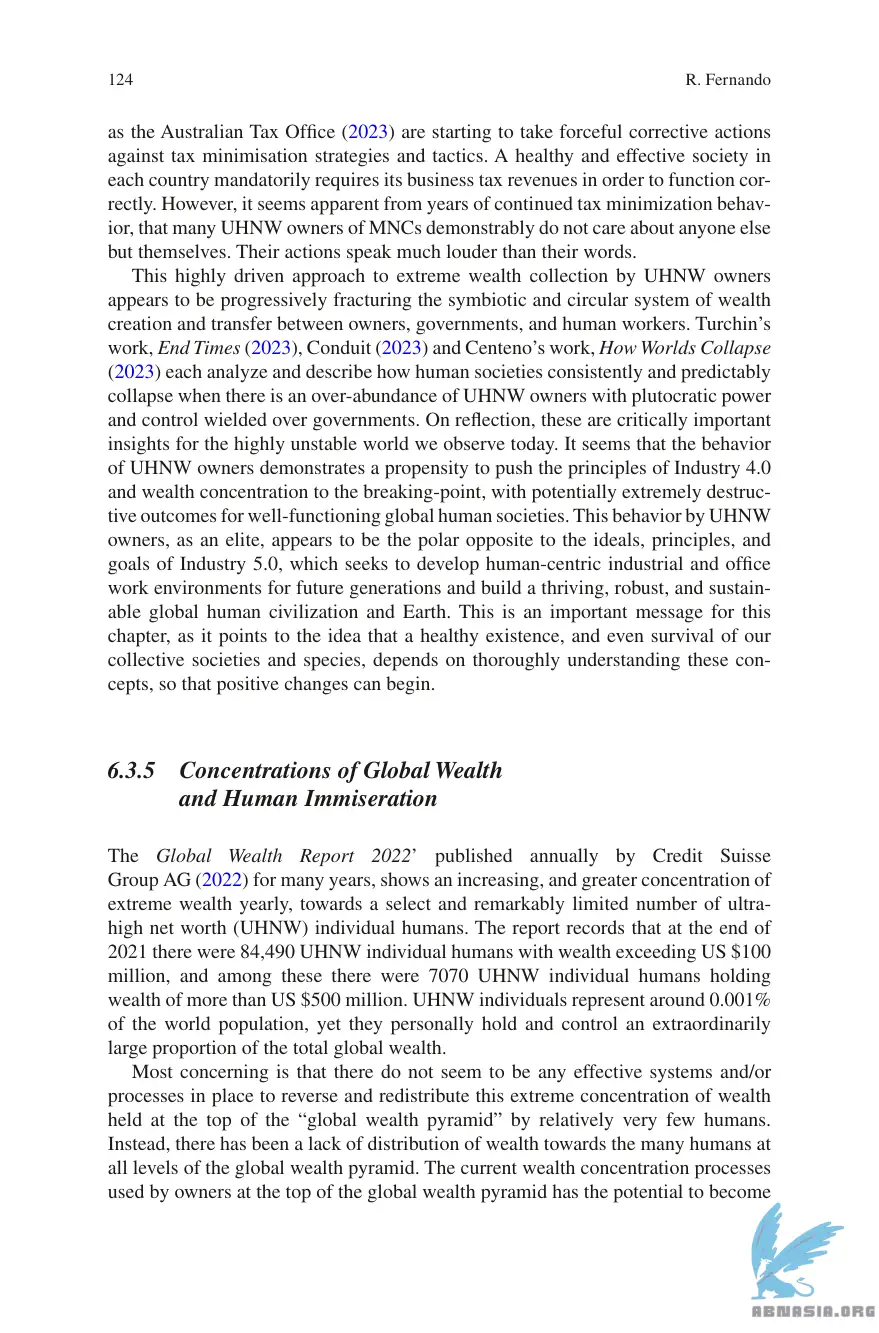 124
R. Fernando
as the Australian Tax Office (2023) are starting to take forceful corrective actions
against tax minimisation strategies and tactics. A healthy and effective society in
each country mandatorily requires its business tax revenues in order to function cor-
rectly. However, it seems apparent from years of continued tax minimization behav-
ior, that many UHNW owners of MNCs demonstrably do not care about anyone else
but themselves. Their actions speak much louder than their words.
This highly driven approach to extreme wealth collection by UHNW owners
appears to be progressively fracturing the symbiotic and circular system of wealth
creation and transfer between owners, governments, and human workers. Turchin's
work, End Times (2023), Conduit (2023) and Centeno's work, How Worlds Collapse
(2023) each analyze and describe how human societies consistently and predictably
collapse when there is an over-abundance of UHNW owners with plutocratic power
and control wielded over governments. On reflection, these are critically important
insights for the highly unstable world we observe today. It seems that the behavior
of UHNW owners demonstrates a propensity to push the principles of Industry 4.0
and wealth concentration to the breaking-point, with potentially extremely destruc-
tive outcomes for well-functioning global human societies. This behavior by UHNW
owners, as an elite, appears to be the polar opposite to the ideals, principles, and
goals of Industry 5.0, which seeks to develop human-centric industrial and office
work environments for future generations and build a thriving, robust, and sustain-
able global human civilization and Earth. This is an important message for this
chapter, as it points to the idea that a healthy existence, and even survival of our
collective societies and species, depends on thoroughly understanding these con-
cepts, so that positive changes can begin.
6.3.5 Concentrations of Global Wealth
and Human Immiseration
The Global Wealth Report 2022’ published annually by Credit Suisse
Group AG (2022) for many years, shows an increasing, and greater concentration of
extreme wealth yearly, towards a select and remarkably limited number of ultra-
high net worth (UHNW) individual humans. The report records that at the end of
2021 there were 84,490 UHNW individual humans with wealth exceeding US $100
million, and among these there were 7070 UHNW individual humans holding
wealth of more than US $500 million. UHNW individuals represent around 0.001%
of the world population, yet they personally hold and control an extraordinarily
large proportion of the total global wealth.
Most concerning is that there do not seem to be any effective systems and/or
processes in place to reverse and redistribute this extreme concentration of wealth
held at the top of the “global wealth pyramid” by relatively very few humans.
Instead, there has been a lack of distribution of wealth towards the many humans at
all levels of the global wealth pyramid. The current wealth concentration processes
used by owners at the top of the global wealth pyramid has the potential to become
ABNASIA.ORG